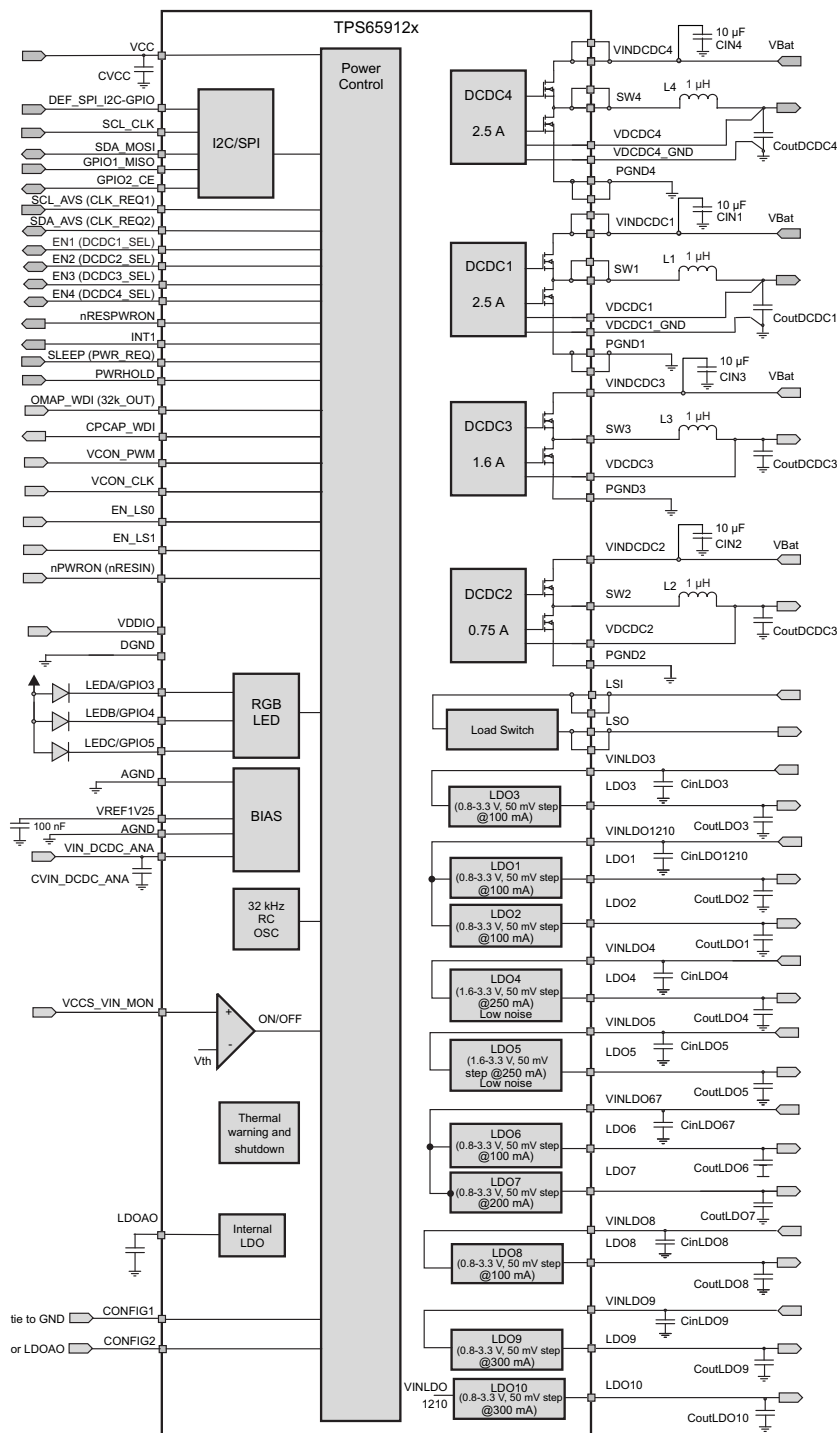 TPS65912x
VCC
CVCC
DEF_SPI_I2C-GPIO
SCL_CLK
SDA_MOSI
GPIO1_MISO
GPIO2_CE
SCL_AVS (CLK_REQ1)
SDA_AVS (CLK_REQ2)
EN1 (DCDC1_SEL)
EN2 (DCDC2_SEL)
EN3 (DCDC3_SEL)
EN4 (DCDC4_SEL)
nRESPWRON
INT1
SLEEP (PWR_REQ)
PWRHOLD
OMAP_WDI (32k_OUT)
CPCAP_WDI
VCON_PWM
VCON_CLK
EN_LS0
EN_LS1
nPWRON (nRESIN)
VDDIO
DGND
LEDA/GPIO3
LEDB/GPIO4
LEDC/GPIO5
AGND
VREF1V25
100 nF
AGND
VIN_DCDC_ANA
CVIN_DCDC_ANA
VCCS_VIN_MON
LDOAO
tie to GND
CONFIG1
or LDOAO
CONFIG2
I2C/SPI
RGB
LED
BIAS
32 kHz
RC
OSC
+
-
Vth
ON/OFF
Thermal
warning and
shutdown
Internal
LDO
Power
Control
DCDC4
2.5 A
VINDCDC4
10 µF
CIN4
VBat
SW4
L4
1 µH
VDCDC4
VDCDC4_GND
CoutDCDC4
PGND4
DCDC1
2.5 A
VINDCDC1
10 µF
CIN1
VBat
SW1
L1
1 µH
VDCDC1
VDCDC1_GND
CoutDCDC1
PGND1
DCDC3
1.6 A
VINDCDC3
10 µF
CIN3
VBat
SW3
L3
1 µH
VDCDC3
CoutDCDC3
PGND3
DCDC2
0.75 A
VINDCDC2
10 µF
CIN2
VBat
SW2
L2
1 µH
VDCDC2
CoutDCDC3
PGND2
LSI
Load Switch
LSO
VINLDO3
CinLDO3
LDO3
(0.8-3.3 V, 50 mV step
@100 mA)
LDO3
CoutLDO3
VINLDO1210
CinLDO1210
LDO1
(0.8-3.3 V, 50 mV step
@100 mA)
LDO1
CoutLDO2
LDO2
(0.8-3.3 V, 50 mV step
@100 mA)
LDO2
CoutLDO1
VINLDO4
CinLDO4
LDO4
(1.6-3.3 V, 50 mV step
@250 mA)
Low noise
LDO4
CoutLDO4
VINLDO5
CinLDO5
LDO5
(1.6-3.3 V, 50 mV
step @250 mA)
Low noise
LDO5
CoutLDO5
VINLDO67
CinLDO67
LDO6
(0.8-3.3 V, 50 mV step
@100 mA)
LDO6
CoutLDO6
LDO7
(0.8-3.3 V, 50 mV step
@200 mA)
LDO7
CoutLDO7
VINLDO8
CinLDO8
LDO8
(0.8-3.3 V, 50 mV step
@100 mA)
LDO8
CoutLDO8
VINLDO9
CinLDO9
LDO9
(0.8-3.3 V, 50 mV step
@300 mA)
LDO9
CoutLDO9
VINLDO
1210
LDO10
(0.8-3.3 V, 50 mV step
@300 mA)
LDO10
CoutLDO10